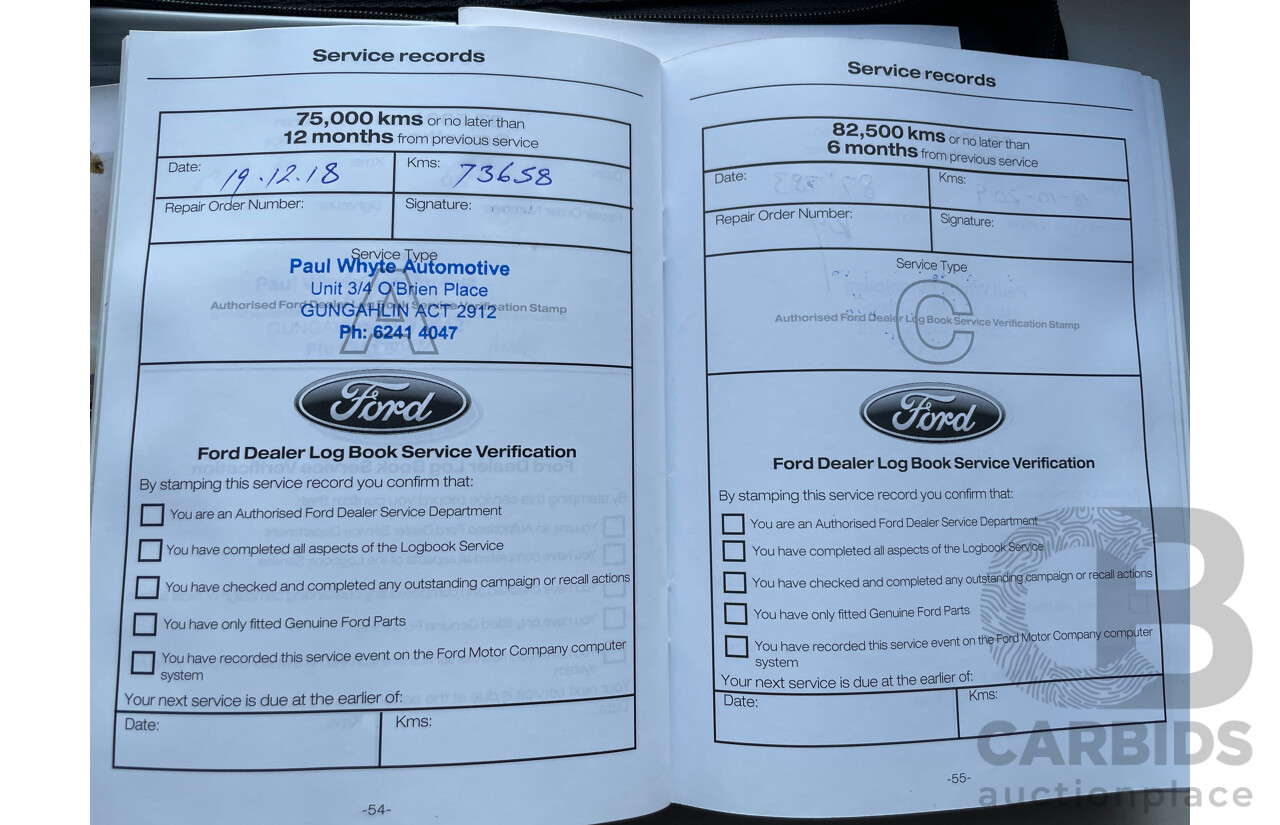 Service records
75,000 kms or no later than
12 months from previous service
Date: 19.12.18
Kms: 73658
Repair Order Number:
Signature:
Service Type
Paul Whyte Automotive
Unit 3/4 O'Brien Place
Authorised Ford Dealer Log Book Service Verification Stamp
GUNGAHLIN ACT 2912
A
Ph: 6241 4047
Ford
Ford Dealer Log Book Service Verification
By stamping this service record you confirm that:
You are an Authorised Ford Dealer Service Department
You have completed all aspects of the Logbook Service
You have checked and completed any outstanding campaign or recall actions
You have only fitted Genuine Ford Parts
You have recorded this service event on the Ford Motor Company computer
system
Your next service is due at the earlier of:
Date:
Kms:
-54-
Service records
82,500 kms or no later than
6 months from previous service
Date:
Kms:
Repair Order Number:
Signature:
Service Type
C
Authorised Ford Dealer Log Book Service Verification Stamp
Ford
Ford Dealer Log Book Service Verification
By stamping this service record you confirm that:
You are an Authorised Ford Dealer Service Department
You have completed all aspects of the Logbook Service
You have checked and completed any outstanding campaign or recall actions
You have only fitted Genuine Ford Parts
You have recorded this service event on the Ford Motor Company computer
system
Your next service is due at the earlier of:
Date:
Kms:
-55-
CB
CARBIDS
auctionplace